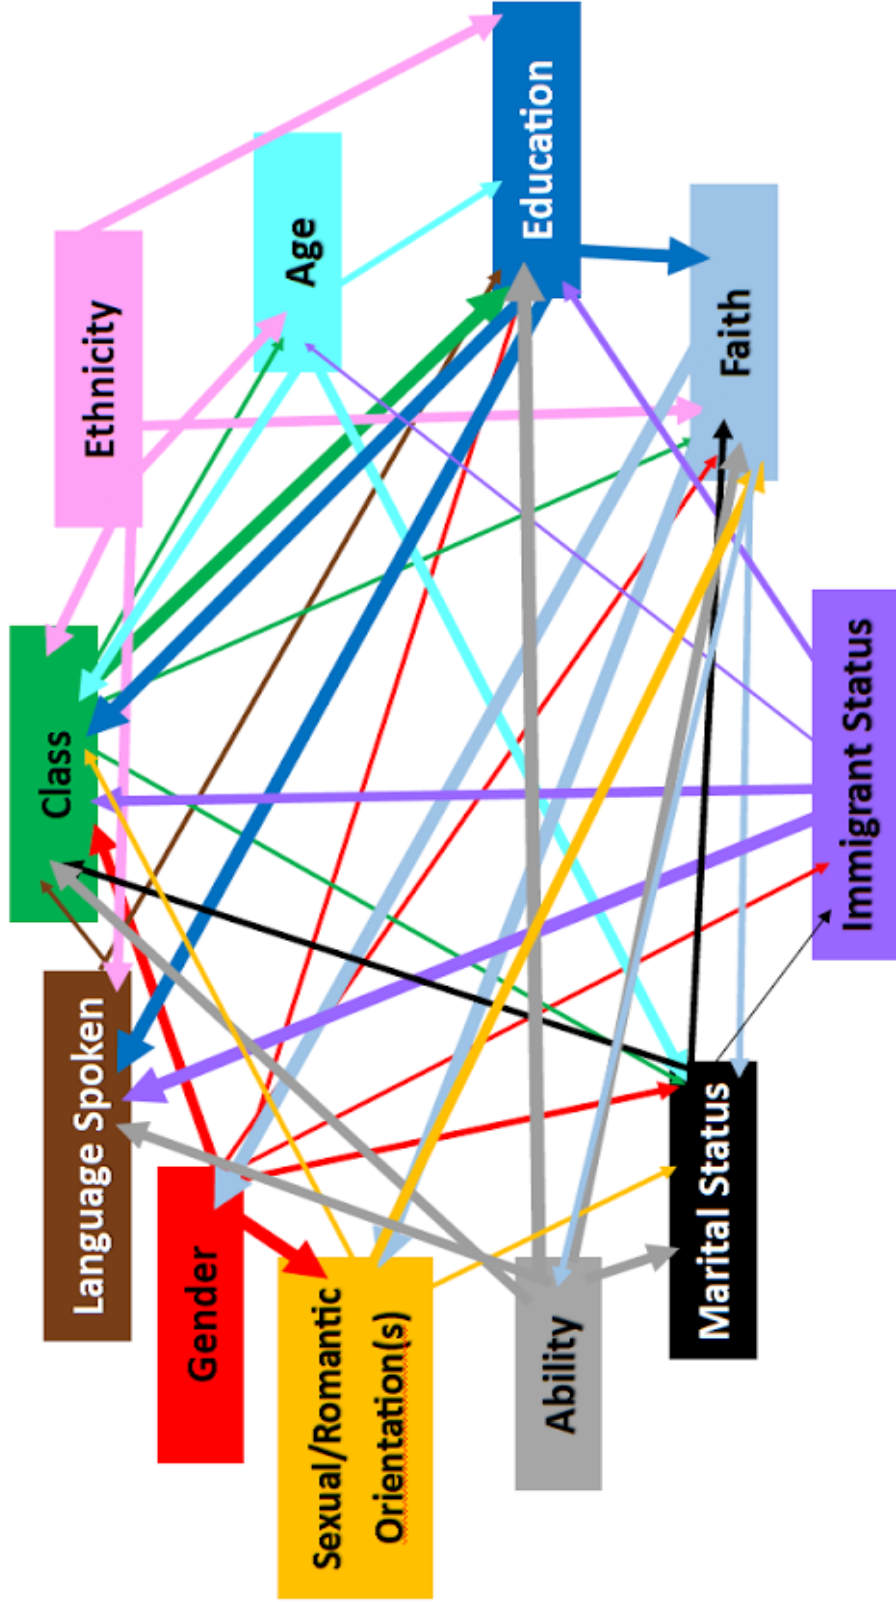 Class
Language Spoken
Ethnicity
Gender
Age
Sexual/Romantic
Orientation(s)
Education
Ability
Faith
Marital Status
Immigrant Status